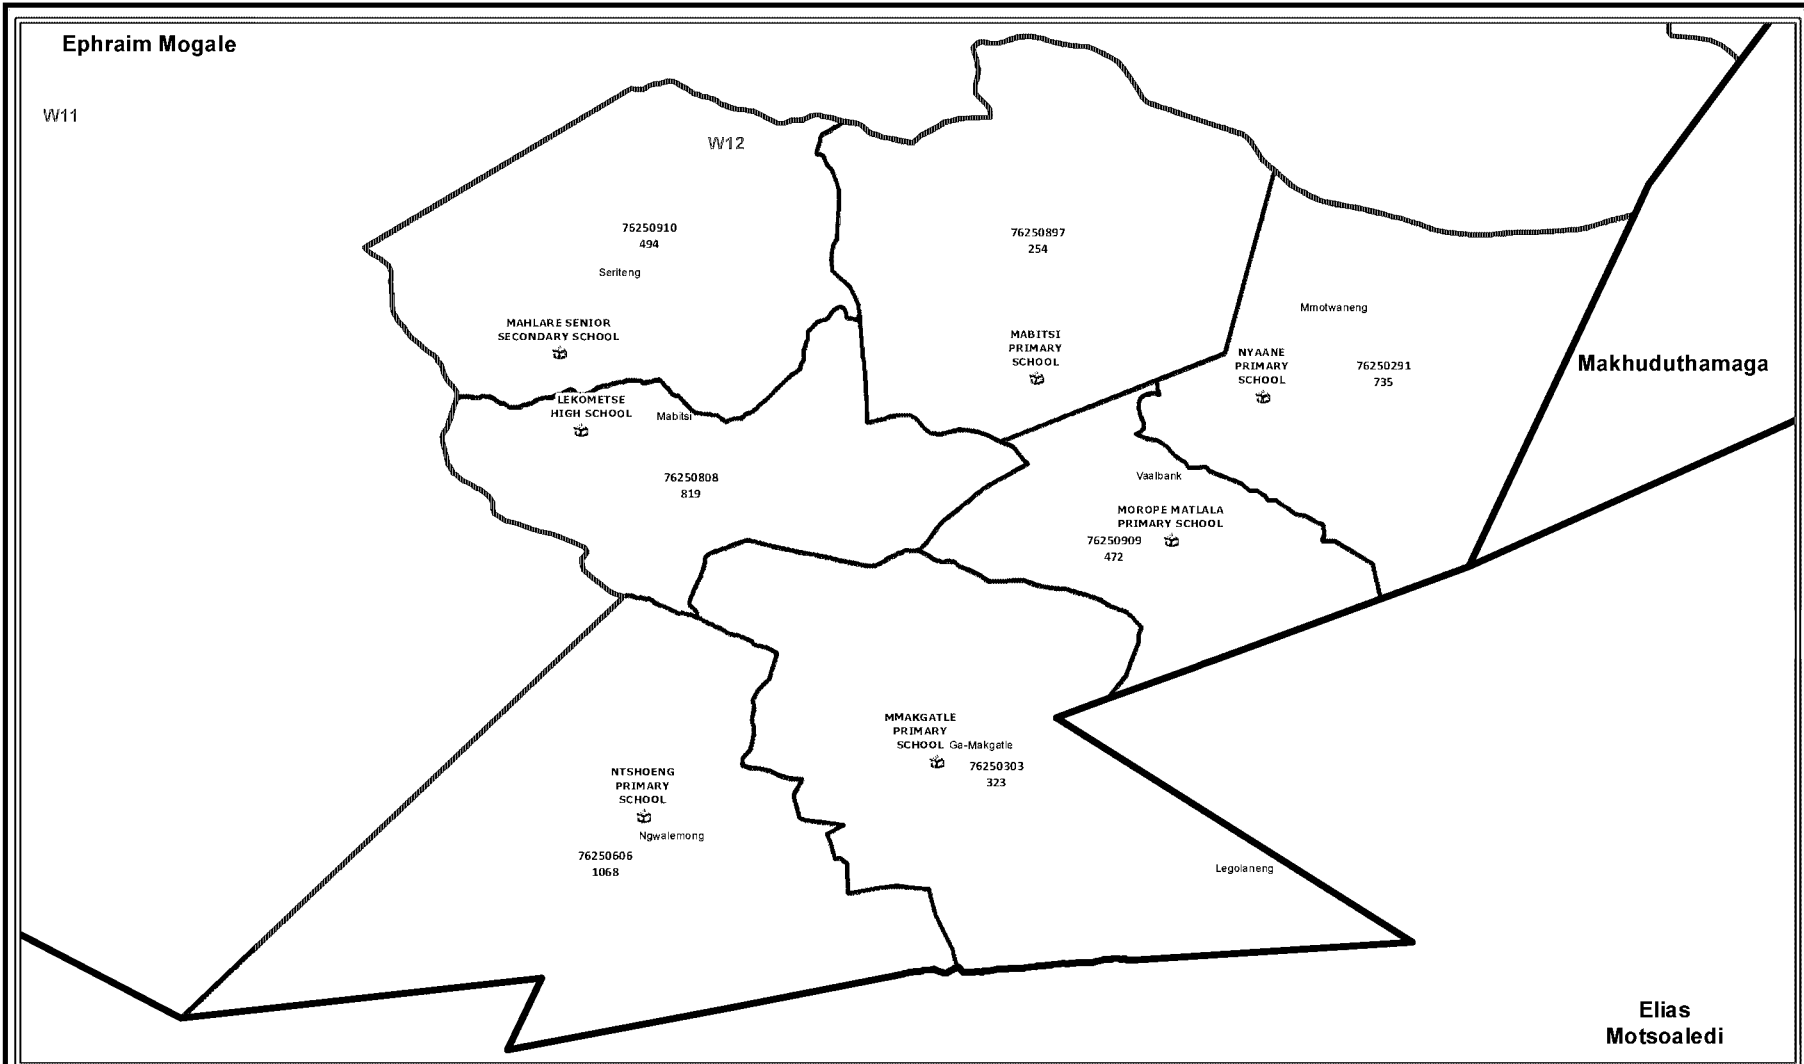 Ephraim Mogale
W11
W12
76250910
494
Seriteng
MAHLARE SENIOR
SECONDARY SCHOOL
76250897
254
MABITSI
PRIMARY
SCHOOL
Mmotwaneng
NYAANE
PRIMARY
SCHOOL
76250291
735
Makhuduthamaga
LEKOMETSE
HIGH SCHOOL
Mabitsi
76250808
819
Vaalbank
MOROPE MATLALA
PRIMARY SCHOOL
76250909
472
MMAKGATLE
PRIMARY
SCHOOL Ga-Makgatle
76250303
323
NTSHOENG
PRIMARY
SCHOOL
Ngwalemong
76250606
1068
Legolaneng
Elias
Motsoaledi